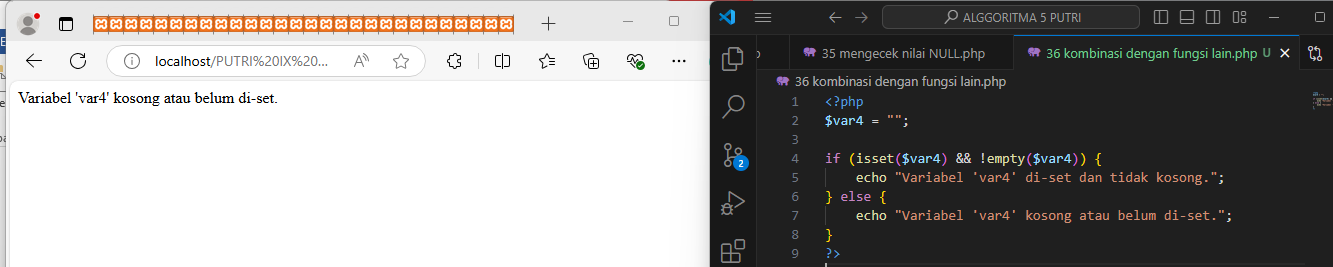 localhost/PUTRI%20IX%20...
Variabel 'var4' kosong atau belum di-set.
ALGGORITMA 5 PUTRI
35 mengecek nilai NULL.php
36 kombinasi dengan fungsi lain.php U
36 kombinasi dengan fungsi lain.php
1 <?php
2 $var4 = "";
3
4 if (isset($var4) && !empty($var4)) {
5 echo "Variabel 'var4' di-set dan tidak kosong.";
6 } else {
7 echo "Variabel 'var4' kosong atau belum di-set.";
8 }
9 ?>
2